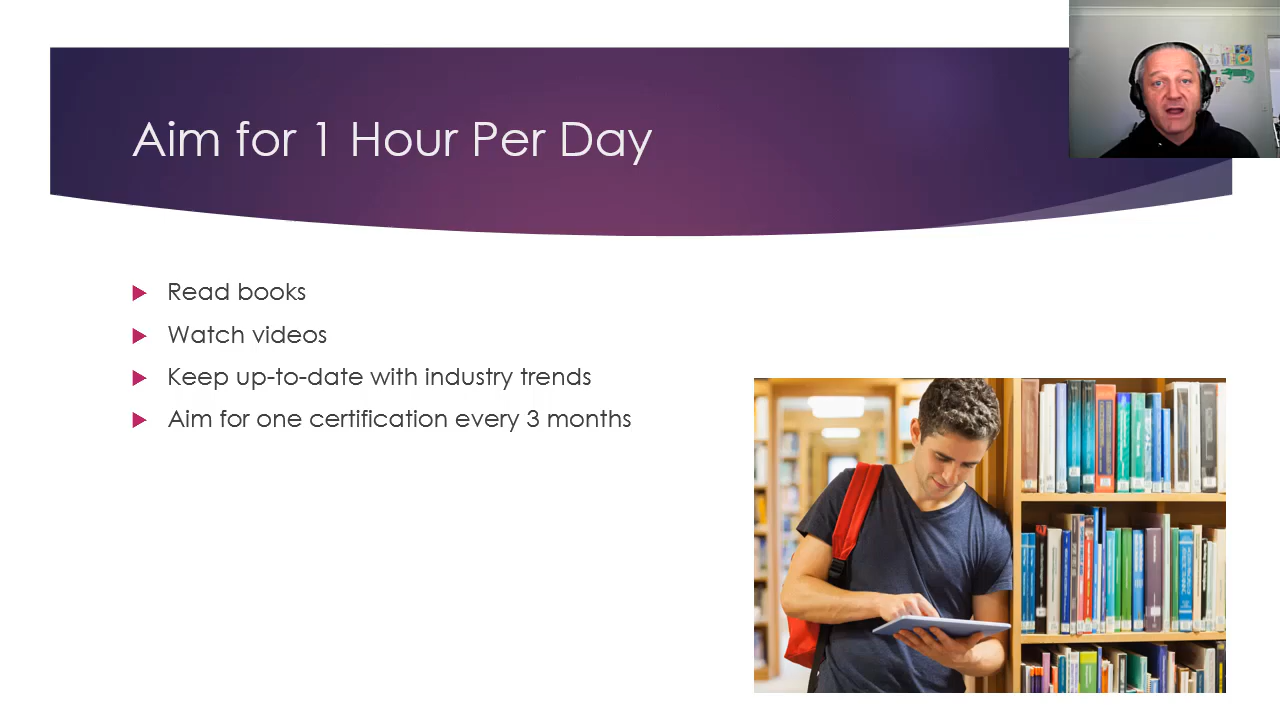 Aim for 1 Hour Per Day
Read books
Watch videos
Keep up-to-date with industry trends
Aim for one certification every 3 months